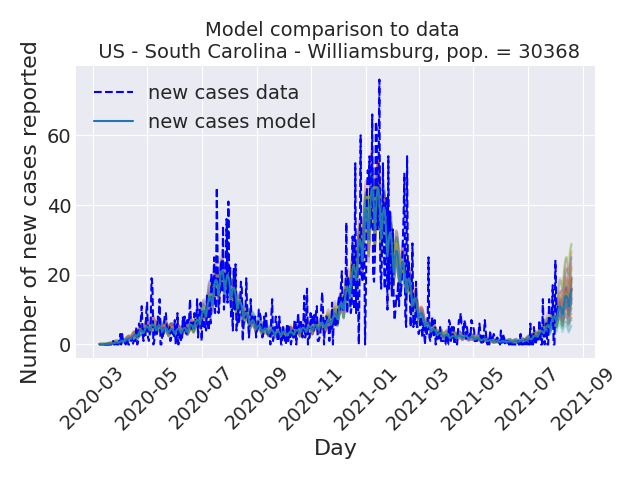 Model comparison to data
US - South Carolina - Williamsburg, pop. = 30368
Number of new cases reported
new cases data
new cases model
60
40
20
0
2020-03
2020-05
2020-07
2020-09
2020-11
2021-01
2021-03
2021-05
2021-07
2021-09
Day